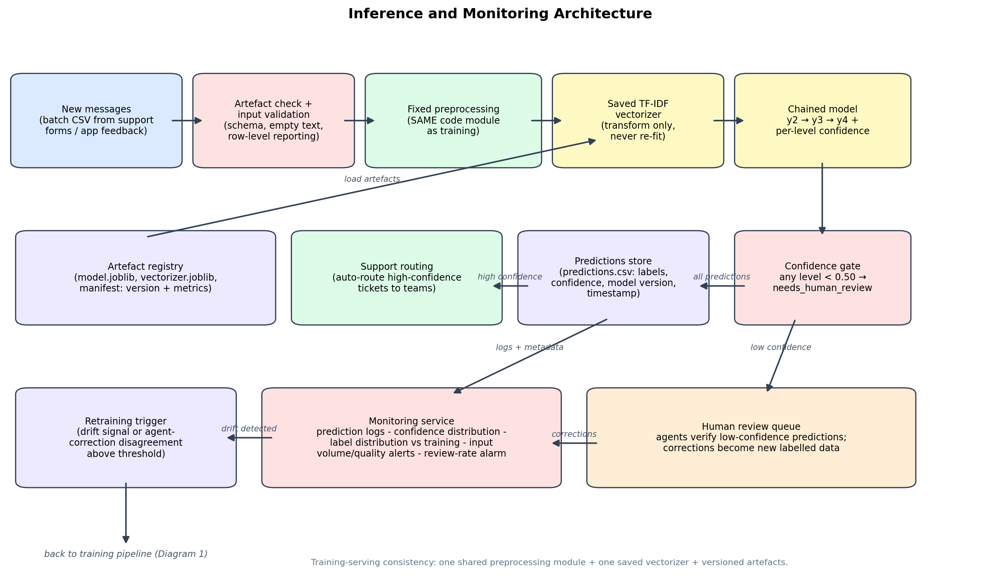 Inference and Monitoring Architecture
New messages
(batch CSV from support
forms / app feedback)
Artefact check +
input validation
(schema, empty text,
row-level reporting)
Fixed preprocessing
(SAME code module
as training)
Saved TF-IDF
vectorizer
(transform only,
never re-fit)
Chained model
y2 → y3 → y4 +
per-level confidence
load artefacts
Artefact registry
(model.joblib, vectorizer.joblib,
manifest: version + metrics)
Support routing
(auto-route high-confidence
tickets to teams)
high confidence
Predictions store
(predictions.csv: labels,
confidence, model version,
timestamp)
all predictions
Confidence gate
any level < 0.50 →
needs_human_review
logs + metadata
low confidence
Retraining trigger
(drift signal or agent-
correction disagreement
above threshold)
drift detected
Monitoring service
prediction logs - confidence distribution -
label distribution vs training - input
volume/quality alerts - review-rate alarm
corrections
Human review queue
agents verify low-confidence predictions;
corrections become new labelled data
back to training pipeline (Diagram 1)
Training-serving consistency: one shared preprocessing module + one saved vectorizer + versioned artefacts.